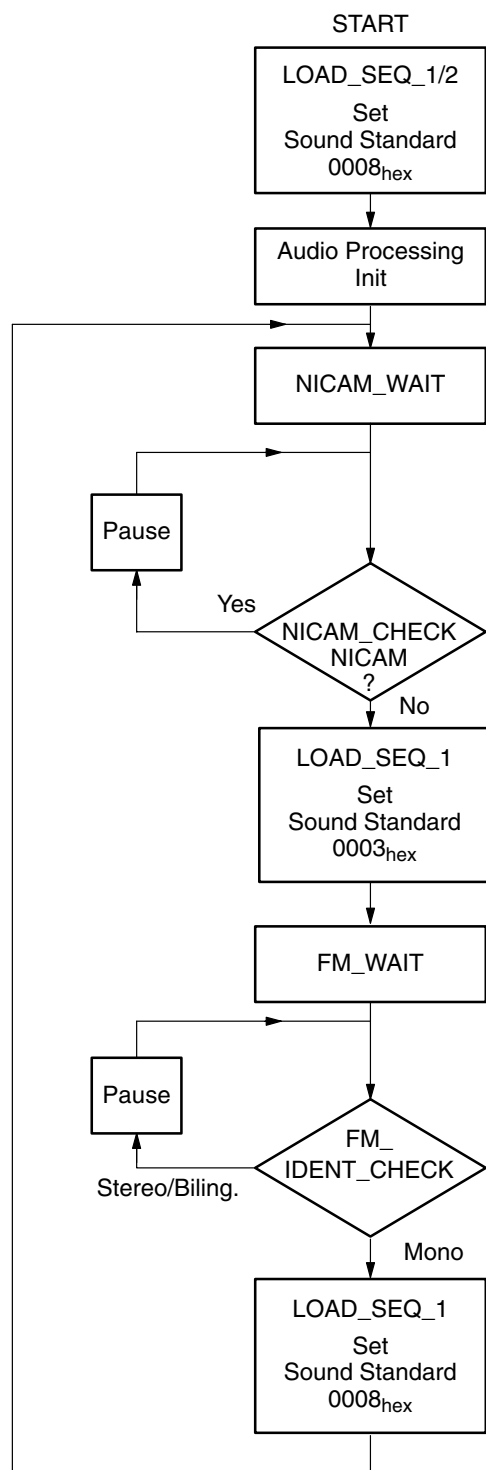 START
LOAD_SEQ_1/2
Set
Sound Standard
0008hex
Audio Processing
Init
NICAM_WAIT
Pause
Yes
NICAM_CHECK
NICAM
?
No
LOAD_SEQ_1
Set
Sound Standard
0003hex
FM_WAIT
Pause
FM_
IDENT_CHECK
Stereo/Biling.
Mono
LOAD_SEQ_1
Set
Sound Standard
0008hex